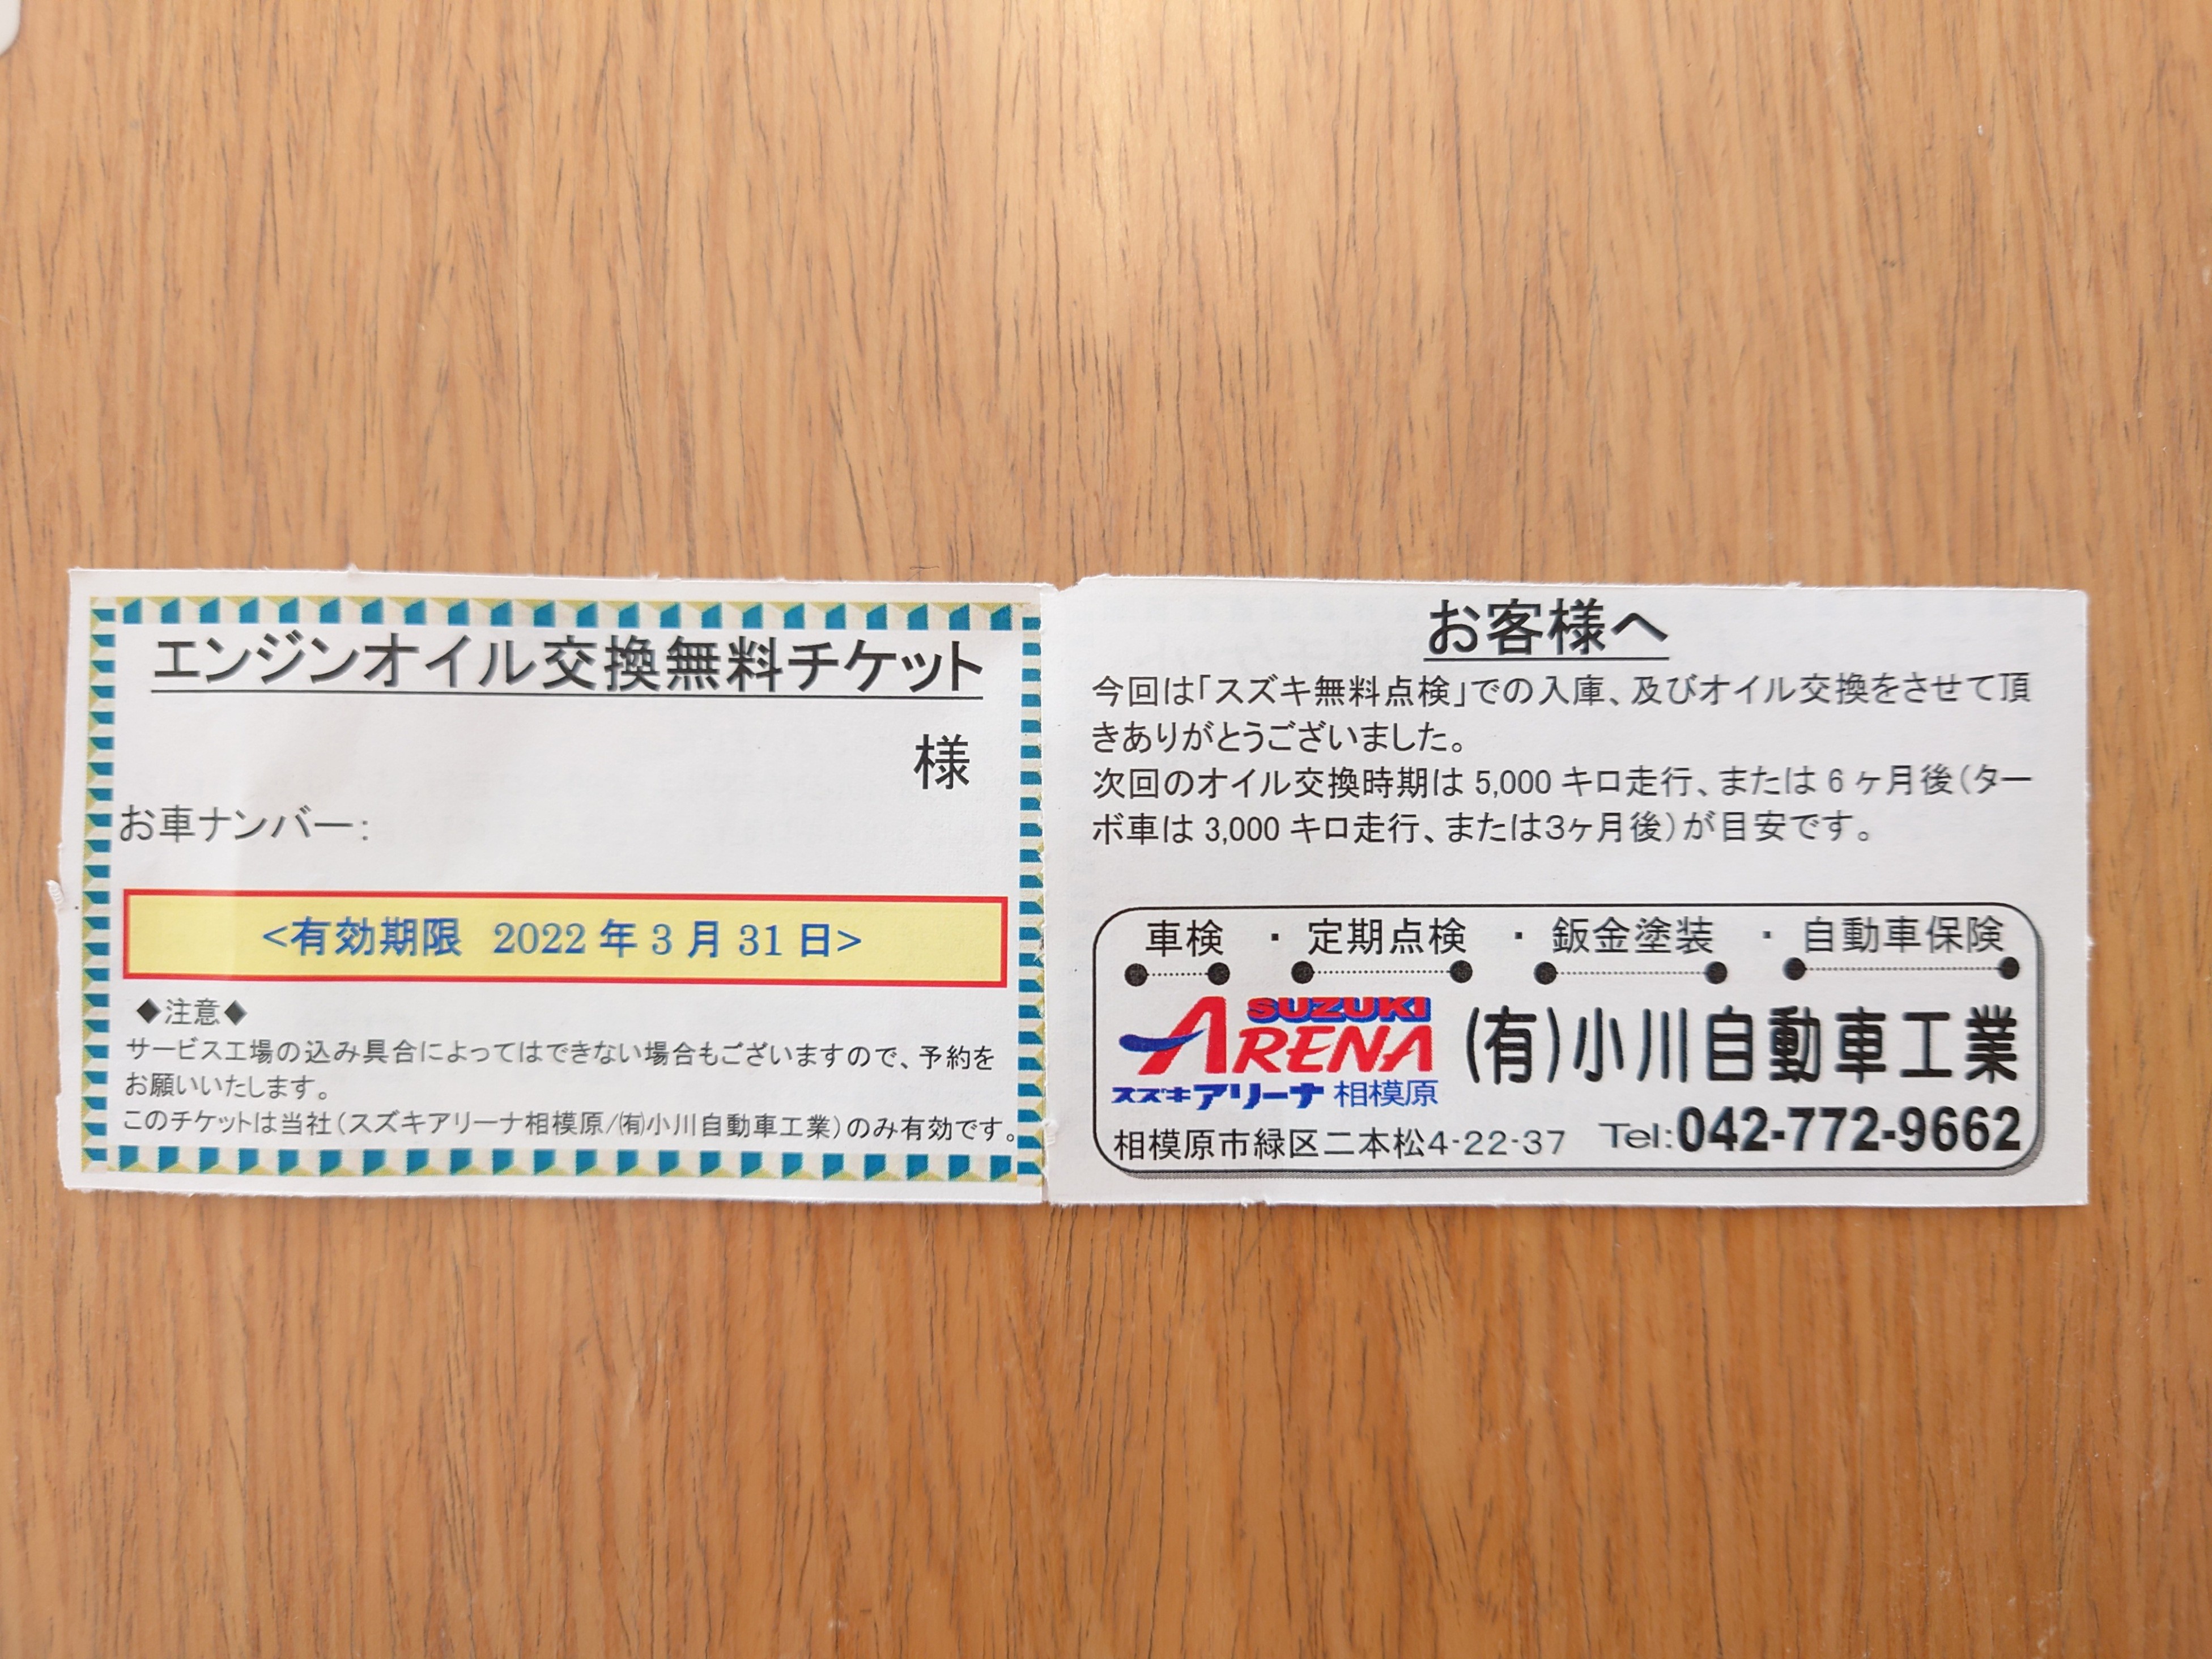 エンジンオイル交換無料チケット
様
お車ナンバー:
<有効期限 2022年3月31日>
◆注意◆
サービス工場の込み具合によってはできない場合もございますので、予約を
お願いいたします。
このチケットは当社(スズキアリーナ相模原/㈲小川自動車工業)のみ有効です。
お客様へ
今回は「スズキ無料点検」での入庫、及びオイル交換をさせて頂
きありがとうございました。
次回のオイル交換時期は 5,000 キロ走行、または 6 ヶ月後(ター
ボ車は 3,000 キロ走行、または3ヶ月後)が目安です。
車検 ・ 定期点検 ・ 鈑金塗装 ・ 自動車保険
SUZUKI
ARENA
スズキアリーナ 相模原
(有)小川自動車工業
相模原市緑区二本松4-22-37 Tel:042-772-9662